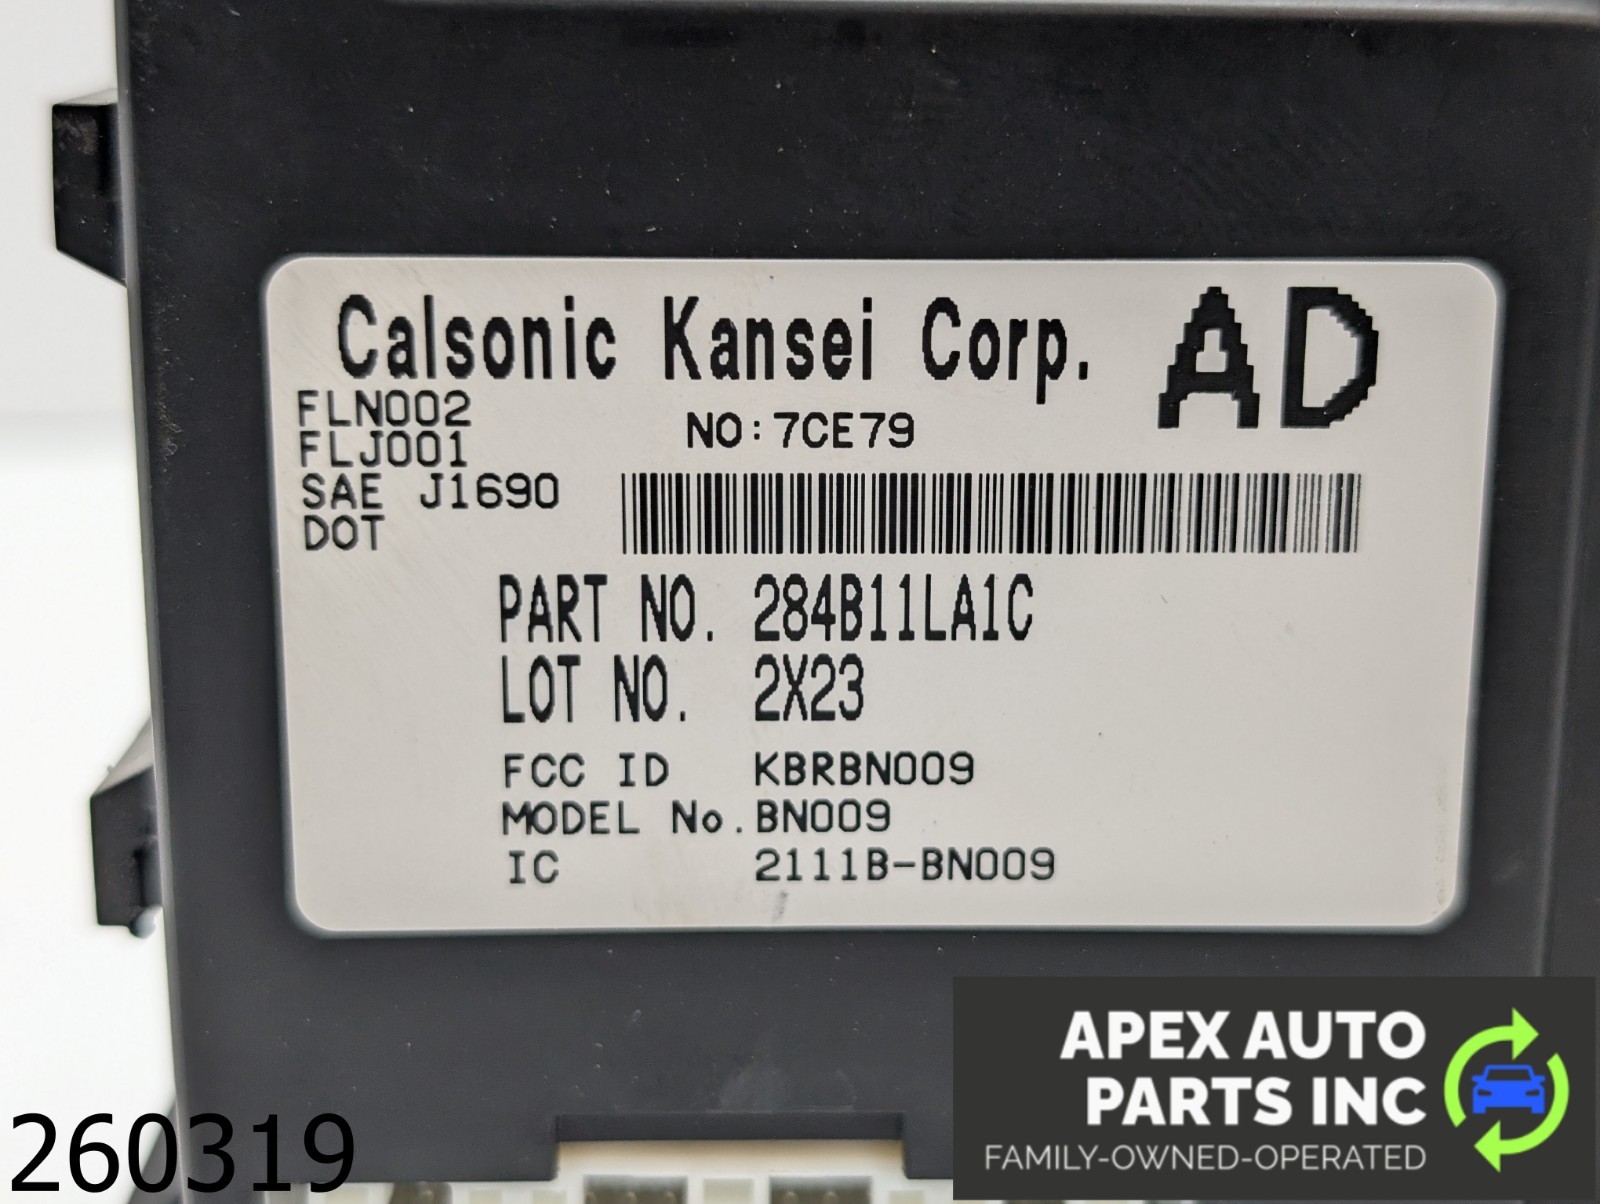 Calsonic Kansei Corp. AD
FLN002
FLJ001
NO:7CE79
SAE J1690
DOT
PART NO. 284B11LA1C
LOT NO. 2X23
FCC ID KBRBN009
MODEL No.BN009
IC 2111B-BN009
APEX AUTO
PARTS INC
FAMILY-OWNED-OPERATED
260319